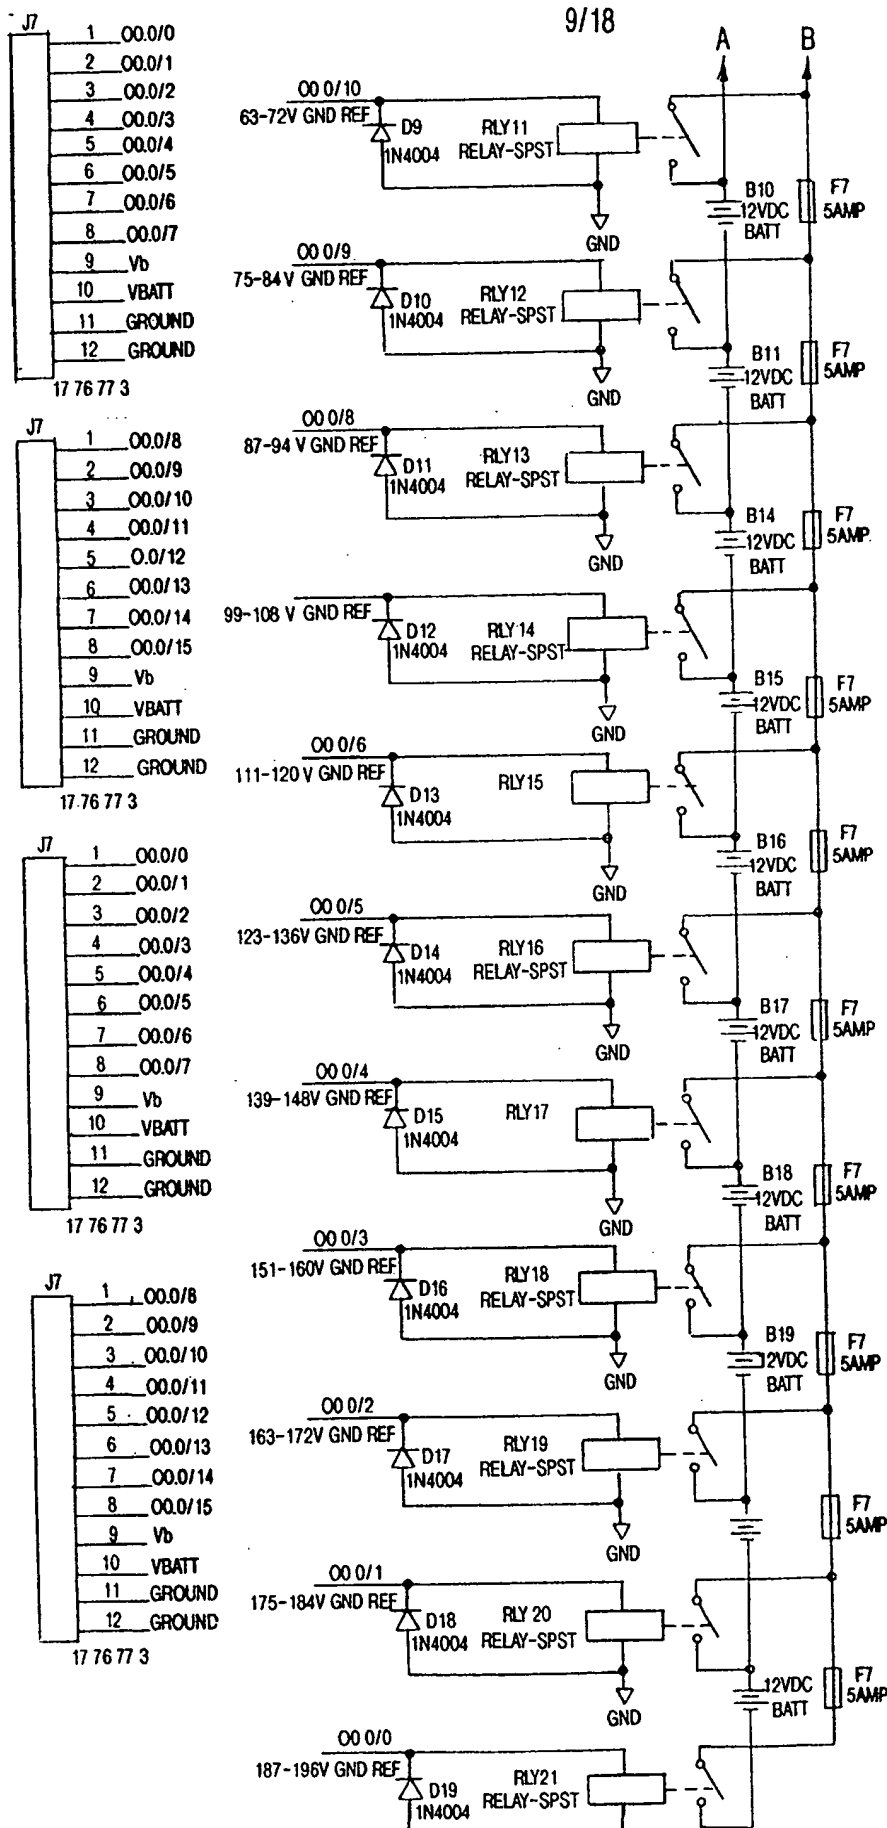 9/18
A
B
J7
1 O0.0/0
2 O0.0/1
3 O0.0/2
4 O0.0/3
5 O0.0/4
6 O0.0/5
7 O0.0/6
8 O0.0/7
9 Vb
10 VBATT
11 GROUND
12 GROUND
17 76 77 3
J7
1 O0.0/8
2 O0.0/9
3 O0.0/10
4 O0.0/11
5 O.0/12
6 O0.0/13
7 O0.0/14
8 O0.0/15
9 Vb
10 VBATT
11 GROUND
12 GROUND
17 76 77 3
J7
1 O0.0/0
2 O0.0/1
3 O0.0/2
4 O0.0/3
5 O0.0/4
6 O0.0/5
7 O0.0/6
8 O0.0/7
9 Vb
10 VBATT
11 GROUND
12 GROUND
17 76 77 3
J7
1 O0.0/8
2 O0.0/9
3 O0.0/10
4 O0.0/11
5 O0.0/12
6 O0.0/13
7 O0.0/14
8 O0.0/15
9 Vb
10 VBATT
11 GROUND
12 GROUND
17 76 77 3
O0 0/10
63-72V GND REF
D9
1N4004
RLY11
RELAY-SPST
GND
B10
12VDC
BATT
F7
5AMP
O0 0/9
75-84V GND REF
D10
1N4004
RLY12
RELAY-SPST
GND
B11
12VDC
BATT
F7
5AMP
O0 0/8
87-94 V GND REF
D11
1N4004
RLY13
RELAY-SPST
GND
B14
12VDC
BATT
F7
5AMP
99-108 V GND REF
D12
1N4004
RLY14
RELAY-SPST
GND
B15
12VDC
BATT
F7
5AMP
O0 0/6
111-120 V GND REF
D13
1N4004
RLY15
GND
B16
12VDC
BATT
F7
5AMP
O0 0/5
123-136V GND REF
D14
1N4004
RLY16
RELAY-SPST
GND
B17
12VDC
BATT
F7
5AMP
O0 0/4
139-148V GND REF
D15
1N4004
RLY17
GND
B18
12VDC
BATT
F7
5AMP
O0 0/3
151-160V GND REF
D16
1N4004
RLY18
RELAY-SPST
GND
B19
12VDC
BATT
F7
5AMP
O0 0/2
163-172V GND REF
D17
1N4004
RLY19
RELAY-SPST
GND
F7
5AMP
O0 0/1
175-184V GND REF
D18
1N4004
RLY 20
RELAY-SPST
GND
12VDC
BATT
F7
5AMP
O0 0/0
187-196V GND REF
D19
1N4004
RLY21
RELAY-SPST